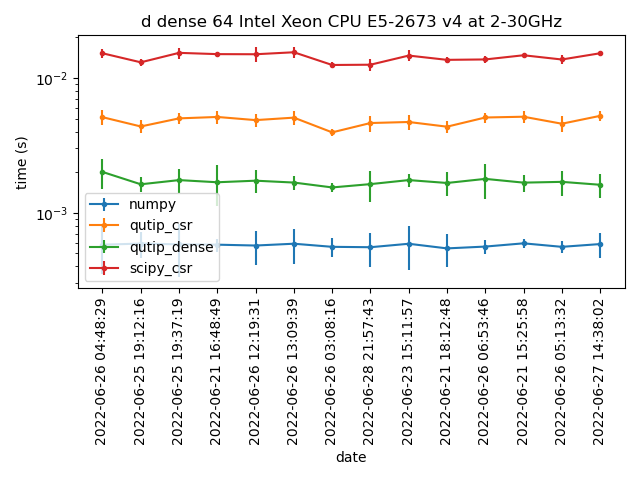 d dense 64 Intel Xeon CPU E5-2673 v4 at 2-30GHz
time (s)
10⁻²
10⁻³
numpy
qutip_csr
qutip_dense
scipy_csr
2022-06-26 04:48:29
2022-06-25 19:12:16
2022-06-25 19:37:19
2022-06-21 16:48:49
2022-06-26 12:19:31
2022-06-26 13:09:39
2022-06-26 03:08:16
2022-06-28 21:57:43
2022-06-23 15:11:57
2022-06-21 18:12:48
2022-06-26 06:53:46
2022-06-21 15:25:58
2022-06-26 05:13:32
2022-06-27 14:38:02
date